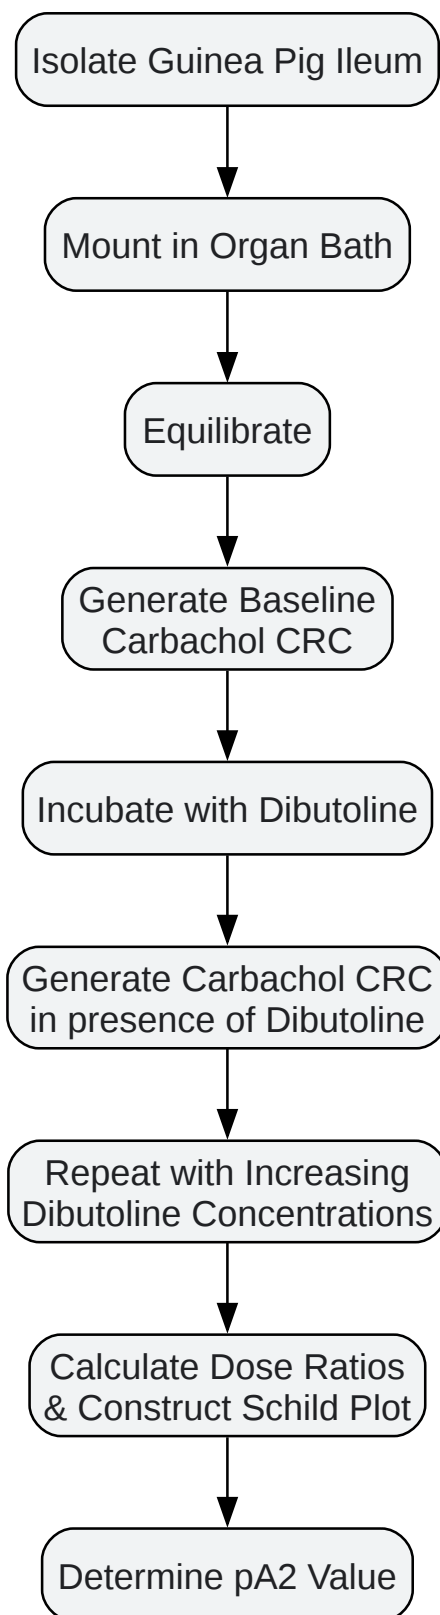 Isolate Guinea Pig Ileum
Mount in Organ Bath
Equilibrate
Generate Baseline
Carbachol CRC
Incubate with Dibutoline
Generate Carbachol CRC
in presence of Dibutoline
Repeat with Increasing
Dibutoline Concentrations
Calculate Dose Ratios
& Construct Schild Plot
Determine pA2 Value